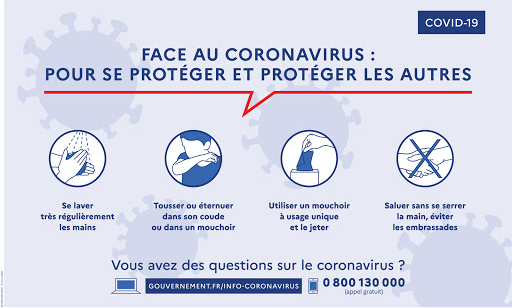 COVID-19
FACE AU CORONAVIRUS :
POUR SE PROTÉGER ET PROTÉGER LES AUTRES
Se laver
très régulièrement
les mains
Tousser ou éternuer
dans son coude
ou dans un mouchoir
Utiliser un mouchoir
à usage unique
et le jeter
Saluer sans se serrer
la main, éviter
les embrassades
Vous avez des questions sur le coronavirus ?
GOUVERNEMENT.FR/INFO-CORONAVIRUS
0 800 130 000
(appel gratuit)